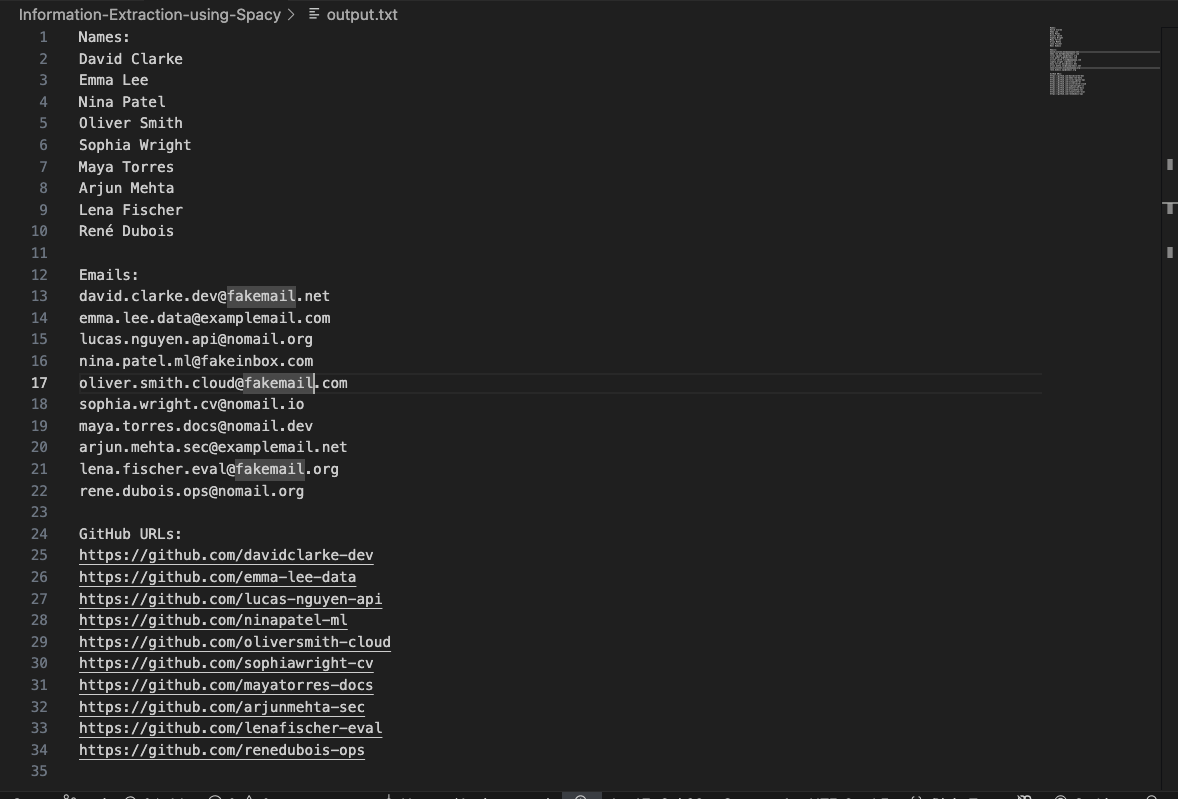 Information-Extraction-using-Spacy > output.txt
1 Names:
2 David Clarke
3 Emma Lee
4 Nina Patel
5 Oliver Smith
6 Sophia Wright
7 Maya Torres
8 Arjun Mehta
9 Lena Fischer
10 René Dubois
11
12 Emails:
13 david.clarke.dev@fakemail.net
14 emma.lee.data@examplemail.com
15 lucas.nguyen.api@nomail.org
16 nina.patel.ml@fakeinbox.com
17 oliver.smith.cloud@fakemail.com
18 sophia.wright.cv@nomail.io
19 maya.torres.docs@nomail.dev
20 arjun.mehta.sec@examplemail.net
21 lena.fischer.eval@fakemail.org
22 rene.dubois.ops@nomail.org
23
24 GitHub URLs:
25 https://github.com/davidclarke-dev
26 https://github.com/emma-lee-data
27 https://github.com/lucas-nguyen-api
28 https://github.com/ninapatel-ml
29 https://github.com/oliversmith-cloud
30 https://github.com/sophiawright-cv
31 https://github.com/mayatorres-docs
32 https://github.com/arjunmehta-sec
33 https://github.com/lenafischer-eval
34 https://github.com/renedubois-ops
35